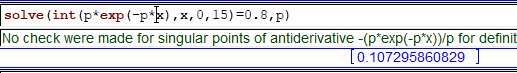 solve(int(p*exp(-p*x),x,0,15)=0.8,p)
No check were made for singular points of antiderivative -(p*exp(-p*x))/p for definit
[ 0.107295860829 ]